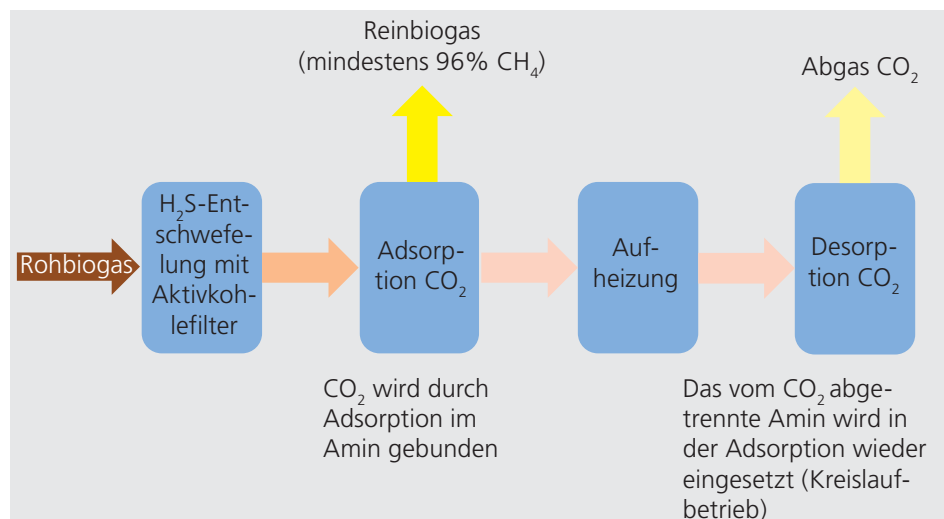 Reinbiogas
(mindestens 96% CH₄)
Abgas CO₂
Rohbiogas
H₂S-Ent-
schwefe-
lung mit
Aktivkoh-
lefilter
Adsorp-
tion CO₂
Auf-
heizung
Desorp-
tion CO₂
CO₂ wird durch
Adsorption im
Amin gebunden
Das vom CO₂ abge-
trennte Amin wird in
der Adsorption wieder
eingesetzt (Kreislauf-
betrieb)